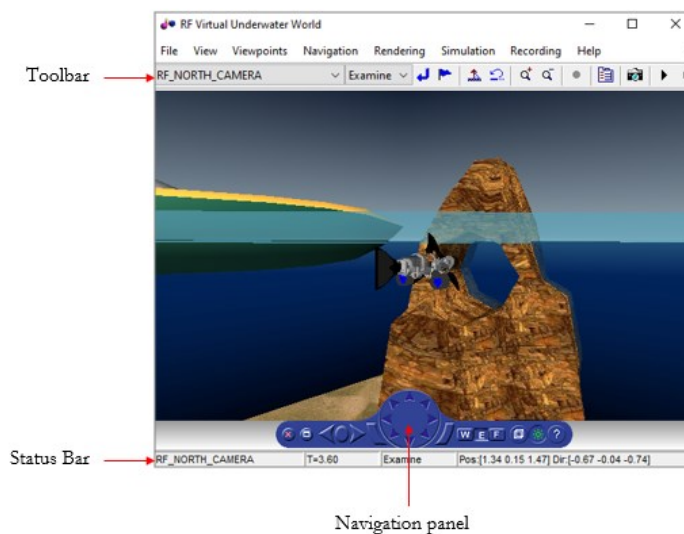 RF Virtual Underwater World
File View Viewpoints Navigation Rendering Simulation Recording Help
Toolbar
RF_NORTH_CAMERA Examine
W E F ?
Status Bar
RF_NORTH_CAMERA T=3.60 Examine Pos:[1.34 0.15 1.47] Dir:[-0.67 -0.04 -0.74]
Navigation panel